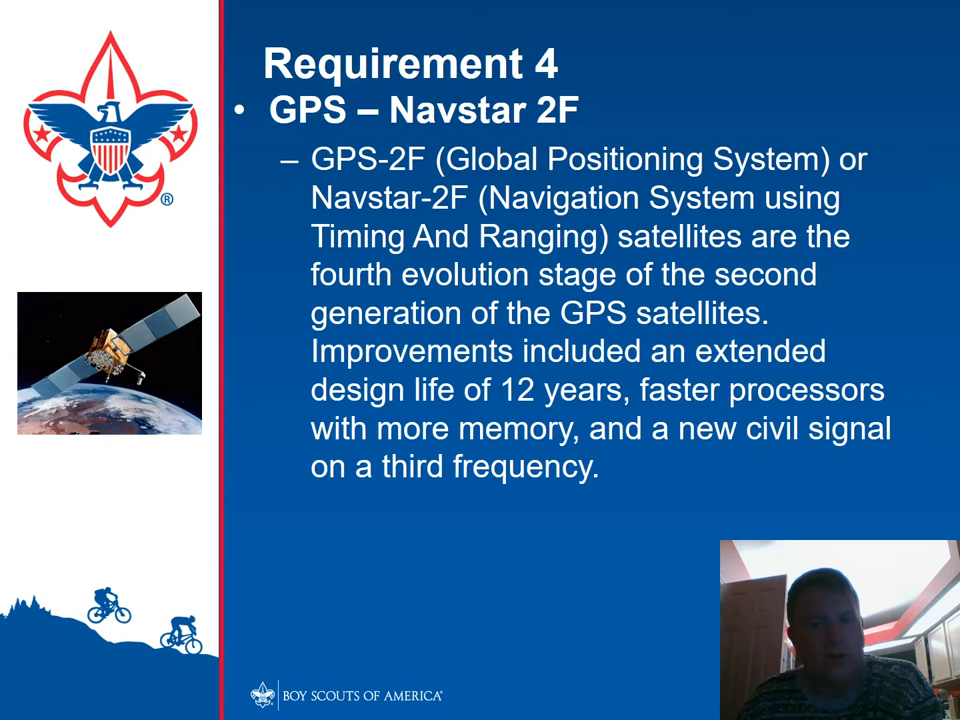 Requirement 4
• GPS – Navstar 2F
– GPS-2F (Global Positioning System) or
Navstar-2F (Navigation System using
Timing And Ranging) satellites are the
fourth evolution stage of the second
generation of the GPS satellites.
Improvements included an extended
design life of 12 years, faster processors
with more memory, and a new civil signal
on a third frequency.
®
BOY SCOUTS OF AMERICA®